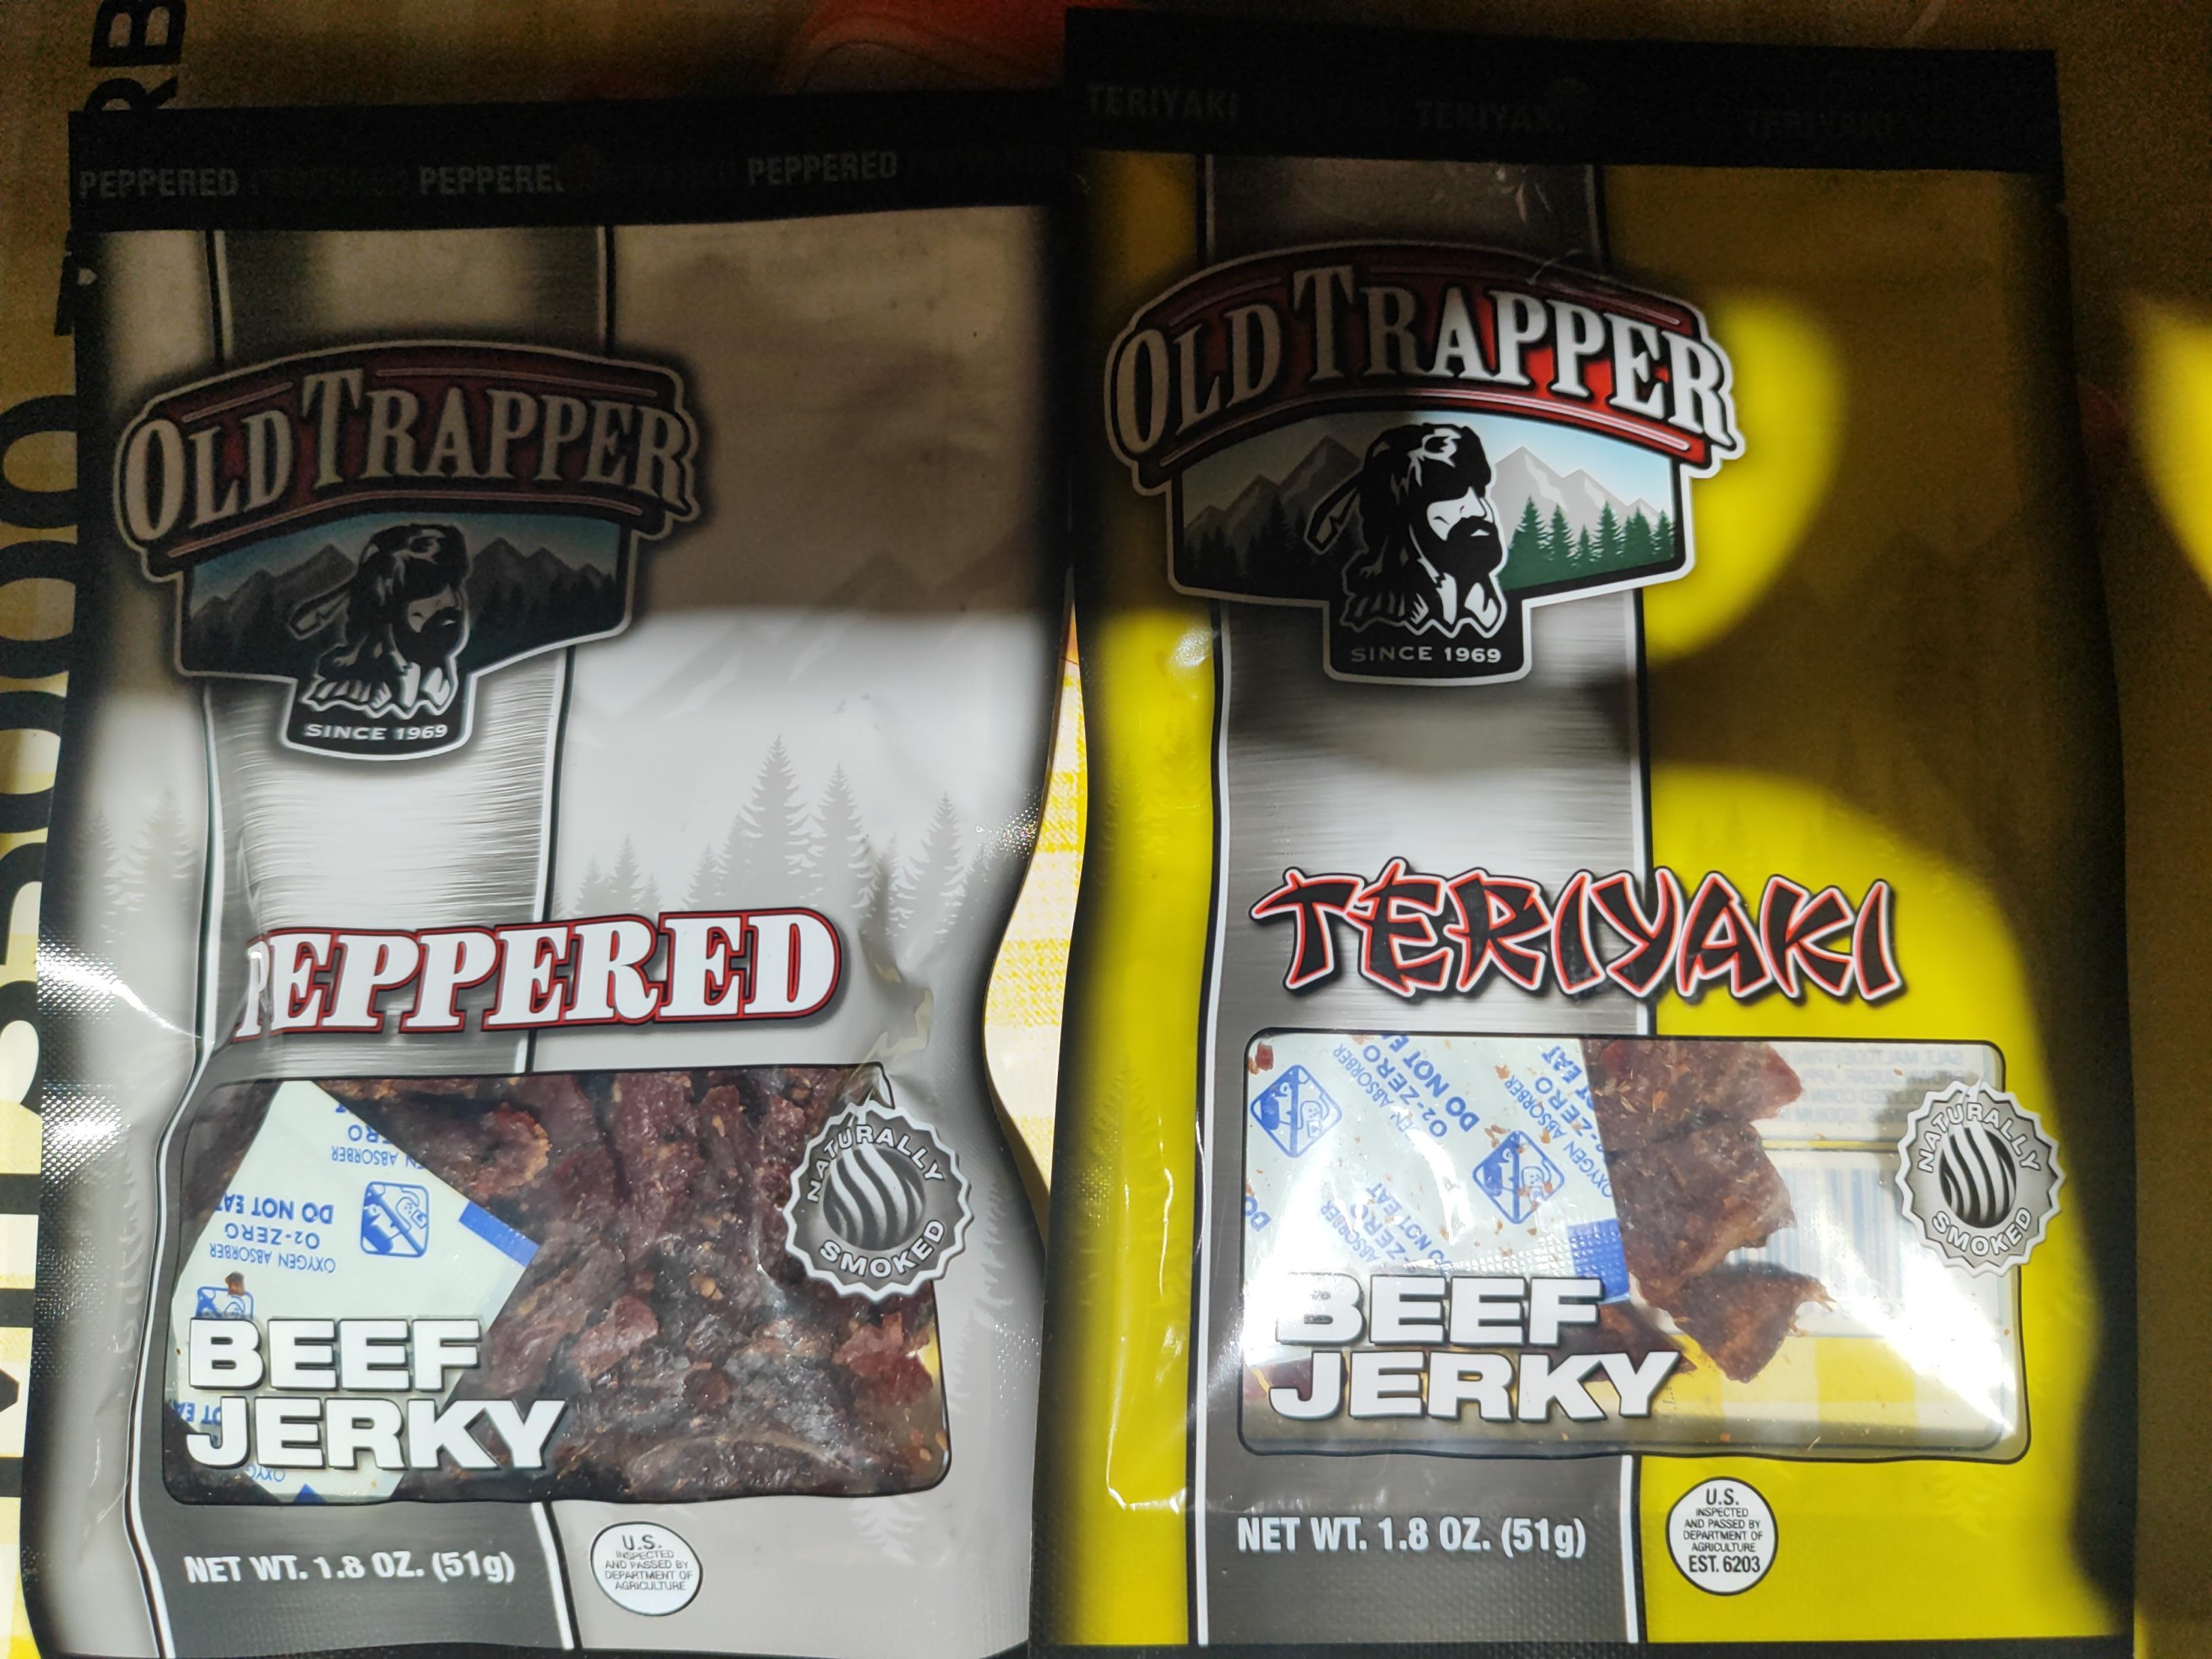 PEPPERED PEPPERED PEPPERED
OLD TRAPPER
SINCE 1969
PEPPERED
NATURALLY
SMOKED
DO NOT EAT
O2-ZERO
OXYGEN ABSORBER
BEEF
JERKY
NET WT. 1.8 OZ. (51g)
U.S.
INSPECTED
AND PASSED BY
DEPARTMENT OF
AGRICULTURE
TERIYAKI TERIYAKI TERIYAKI
OLD TRAPPER
SINCE 1969
TERIYAKI
OXYGEN ABSORBER
O2-ZERO
DO NOT EAT
NATURALLY
SMOKED
BEEF
JERKY
NET WT. 1.8 OZ. (51g)
U.S.
INSPECTED
AND PASSED BY
DEPARTMENT OF
AGRICULTURE
EST. 6203